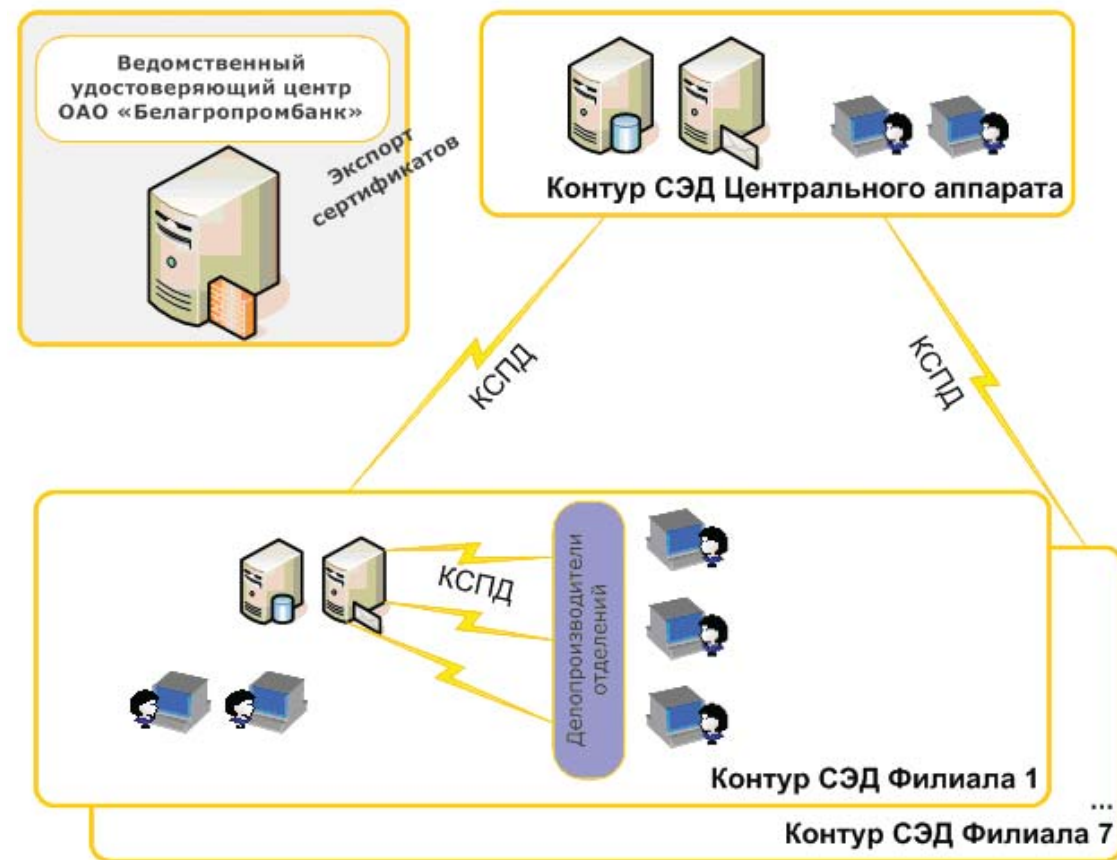 Ведомственный
удостоверяющий центр
ОАО «Белагропромбанк»
Экспорт
сертификатов
Контур СЭД Центрального аппарата
КСПД
КСПД
КСПД
Делопроизводители
отделений
Контур СЭД Филиала 1
...
Контур СЭД Филиала 7